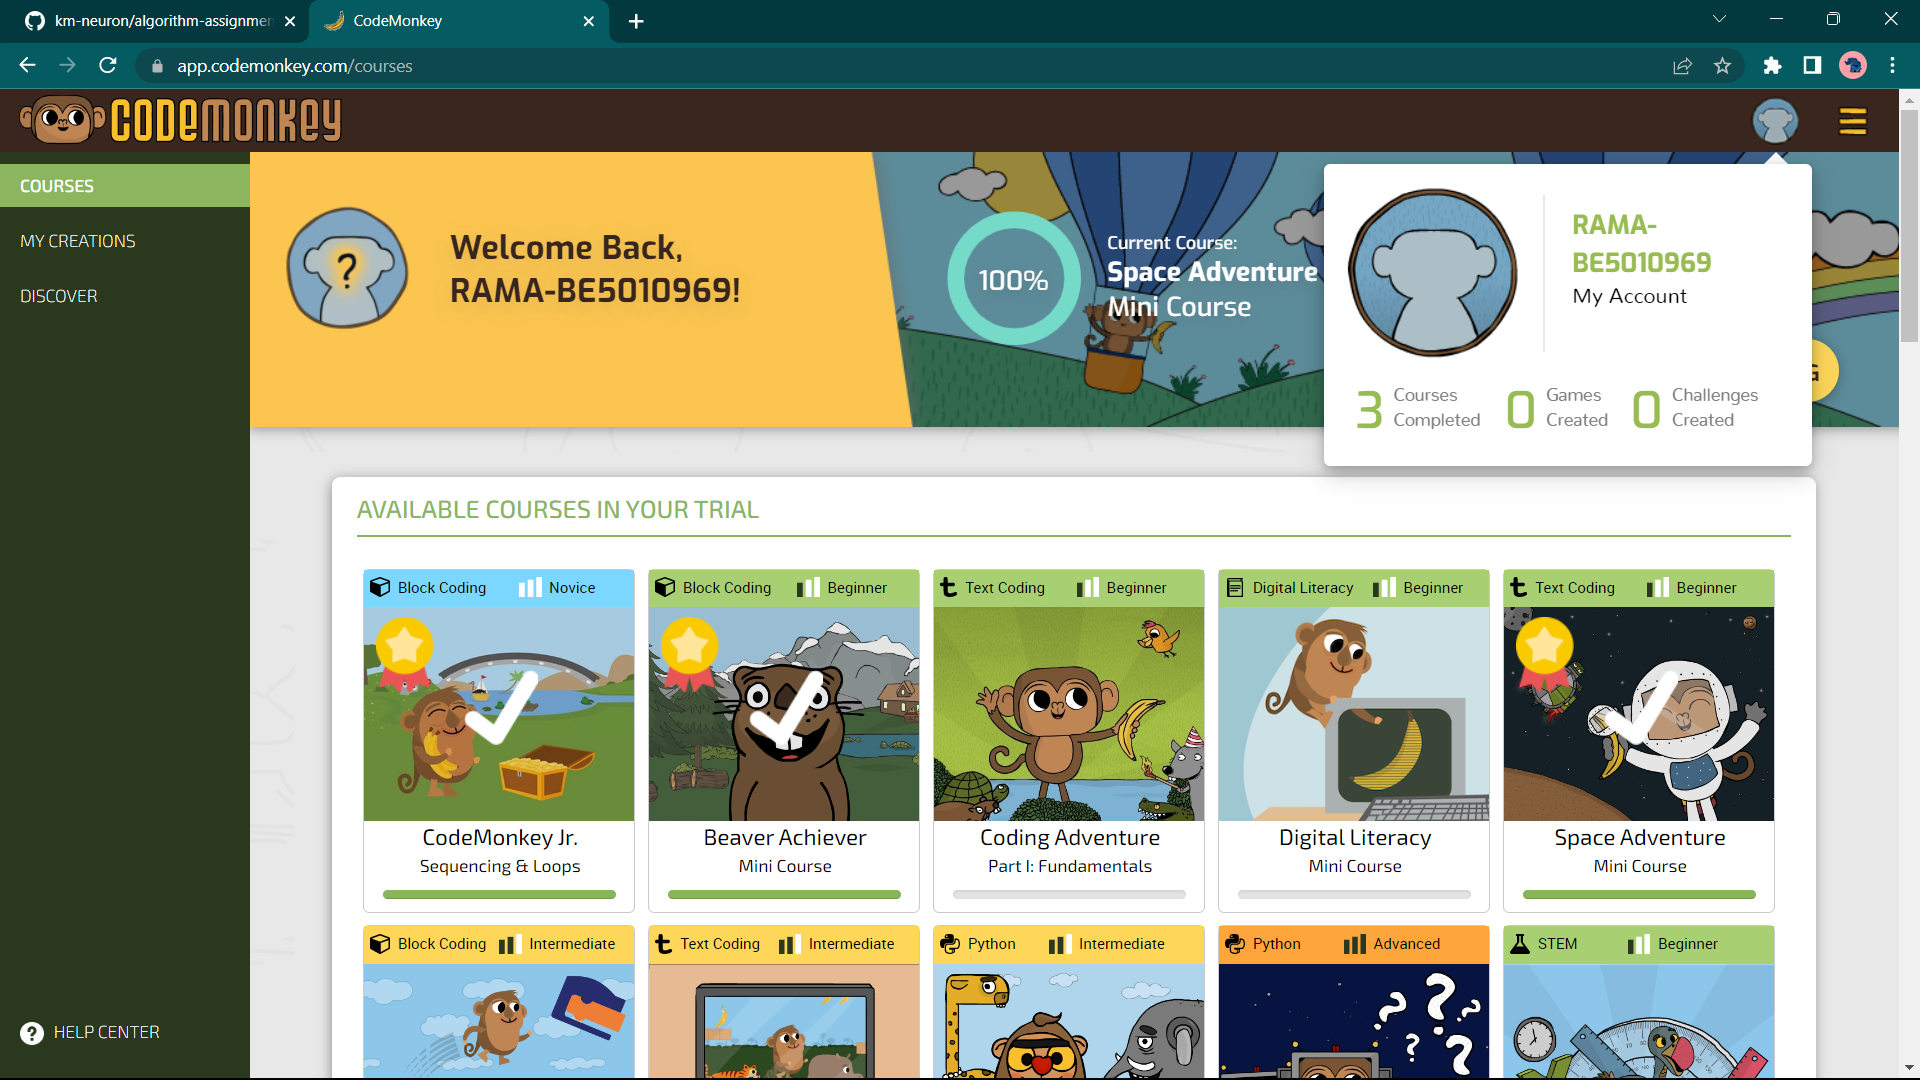 km-neuron/algorithm-assignmen
CodeMonkey
app.codemonkey.com/courses
CODEMONKEY
COURSES
MY CREATIONS
DISCOVER
HELP CENTER
?
Welcome Back,
RAMA-BE5010969!
100%
Current Course:
Space Adventure
Mini Course
G
RAMA-
BE5010969
My Account
3 Courses Completed
0 Games Created
0 Challenges Created
AVAILABLE COURSES IN YOUR TRIAL
Block Coding Novice
CodeMonkey Jr.
Sequencing & Loops
Block Coding Beginner
Beaver Achiever
Mini Course
t Text Coding Beginner
Coding Adventure
Part I: Fundamentals
Digital Literacy Beginner
Digital Literacy
Mini Course
t Text Coding Beginner
Space Adventure
Mini Course
Block Coding Intermediate
t Text Coding Intermediate
Python Intermediate
Python Advanced
? ? ? ? ?
STEM Beginner
?